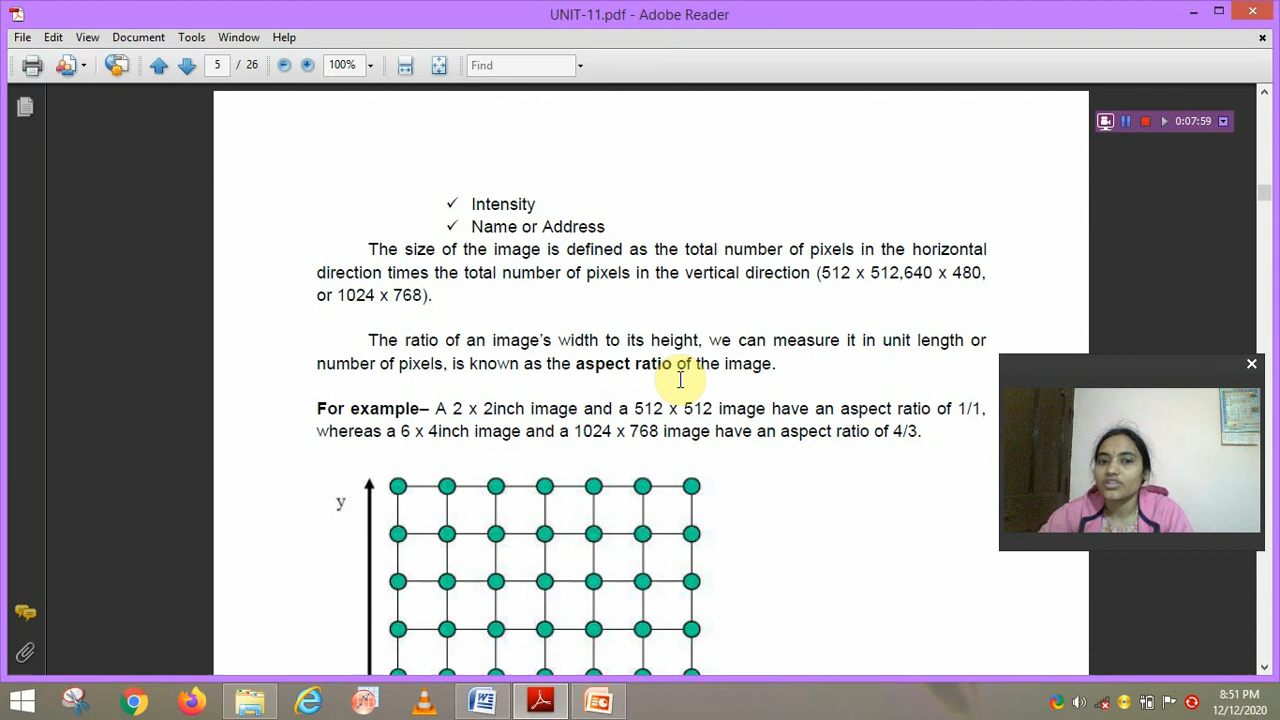 UNIT-11.pdf - Adobe Reader
File Edit View Document Tools Window Help
5 / 26 100% Find
0:07:59
✓ Intensity
✓ Name or Address
The size of the image is defined as the total number of pixels in the horizontal
direction times the total number of pixels in the vertical direction (512 x 512,640 x 480,
or 1024 x 768).
The ratio of an image's width to its height, we can measure it in unit length or
number of pixels, is known as the aspect ratio of the image.
For example– A 2 x 2inch image and a 512 x 512 image have an aspect ratio of 1/1,
whereas a 6 x 4inch image and a 1024 x 768 image have an aspect ratio of 4/3.
y
8:51 PM
12/12/2020